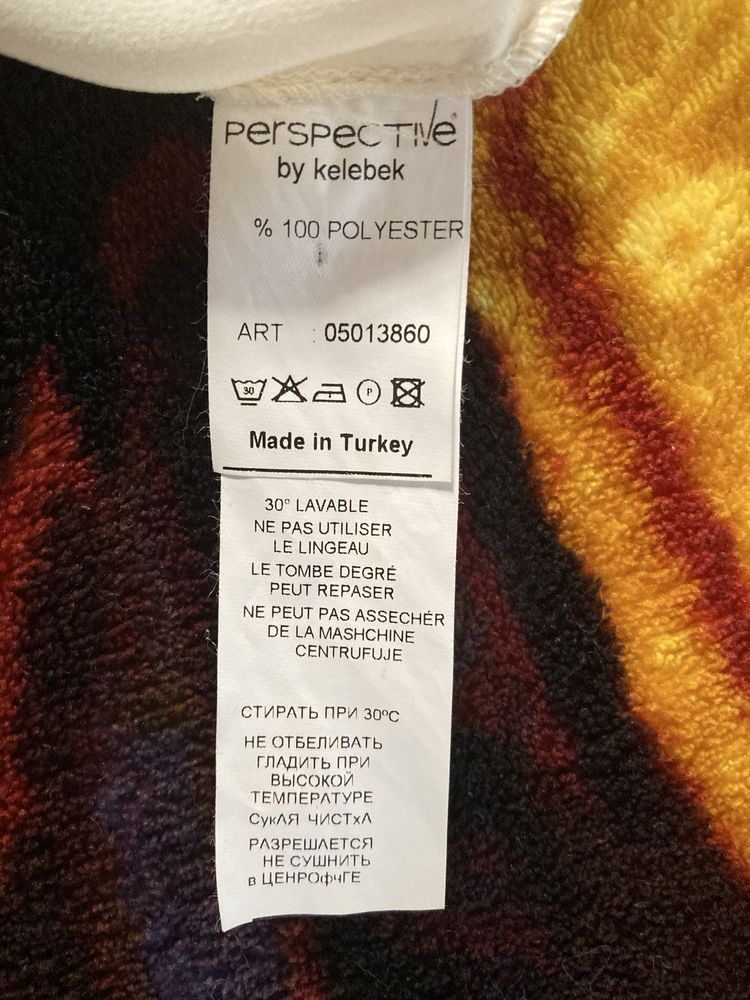 PERSPECTIVE®
by kelebek
% 100 POLYESTER
ART : 05013860
30 P
Made in Turkey
30° LAVABLE
NE PAS UTILISER
LE LINGEAU
LE TOMBE DEGRÉ
PEUT REPASER
NE PEUT PAS ASSECHÉR
DE LA MASHCHINE
CENTRUFUJE
СТИРАТЬ ПРИ 30ºC
НЕ ОТБЕЛИВАТЬ
ГЛАДИТЬ ПРИ
ВЫСОКОЙ
ТЕМПЕРАТУРЕ
СукАЯ ЧИСТхА
РАЗРЕШАЕТСЯ
НЕ СУШНИТЬ
в ЦЕНРОфчГЕ